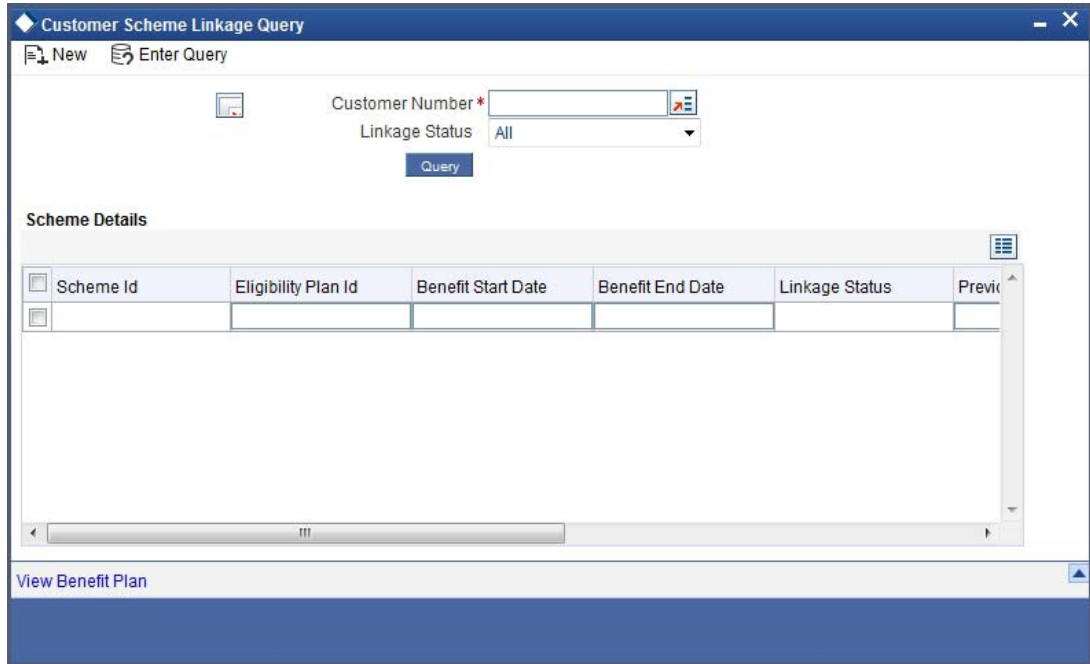 Customer Scheme Linkage Query
New Enter Query
Customer Number *
Linkage Status All
Query
Scheme Details
Scheme Id Eligibility Plan Id Benefit Start Date Benefit End Date Linkage Status Previo
View Benefit Plan